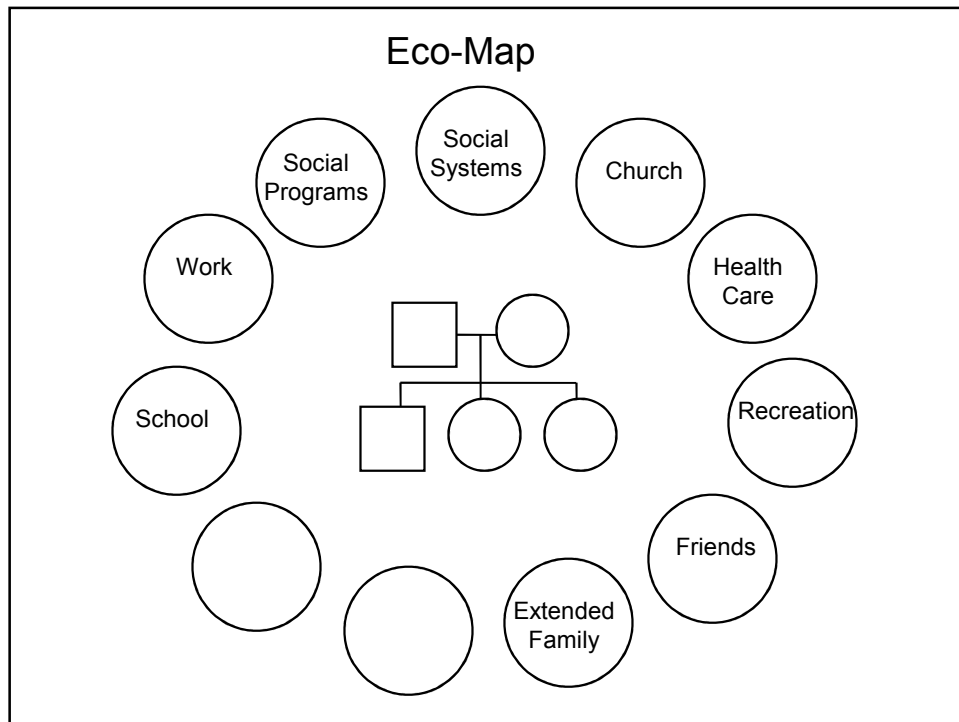 Eco-Map
Social
Systems
Social
Programs
Church
Work
Health
Care
School
Recreation
Friends
Extended
Family